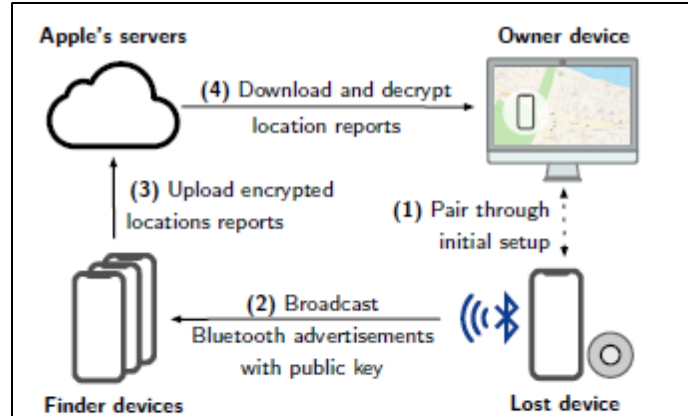 Apple's servers
Owner device
(4) Download and decrypt
location reports
(3) Upload encrypted
locations reports
(1) Pair through
initial setup
(2) Broadcast
Bluetooth advertisements
with public key
Finder devices
Lost device